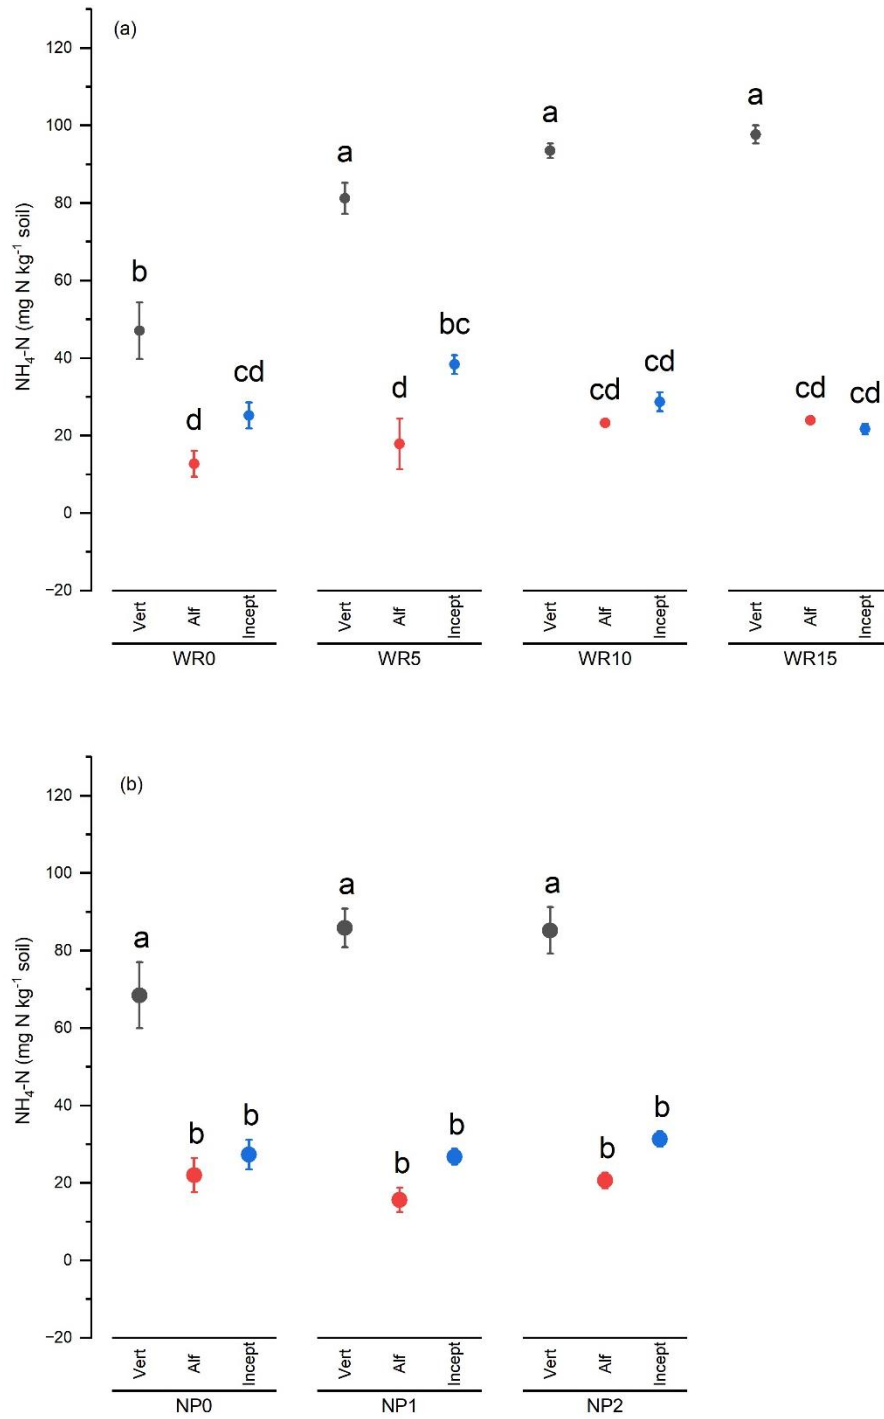 (a)
NH₄-N (mg N kg⁻¹ soil)
120
100
80
60
40
20
0
−20
b
d
cd
a
d
bc
a
cd
cd
a
cd
cd
Vert Alf Incept Vert Alf Incept Vert Alf Incept Vert Alf Incept
WR0 WR5 WR10 WR15
(b)
NH₄-N (mg N kg⁻¹ soil)
120
100
80
60
40
20
0
−20
a
b
b
a
b
b
a
b
b
Vert Alf Incept Vert Alf Incept Vert Alf Incept
NP0 NP1 NP2